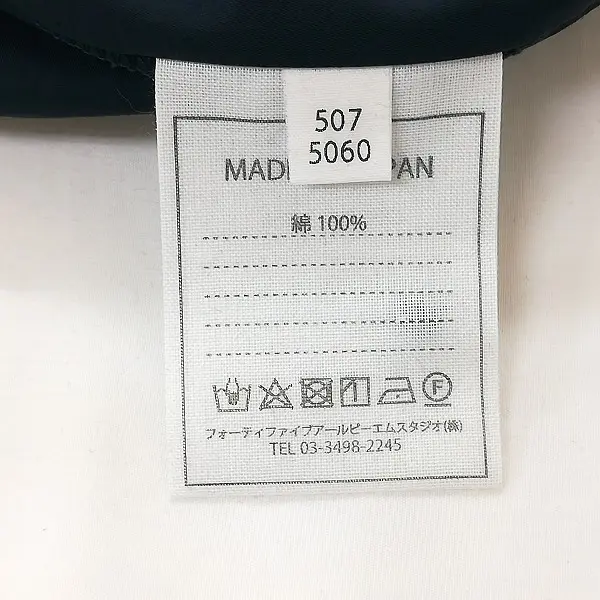 507
5060
MADE PAN
綿 100%
F
フォーティファイブアールピーエムスタジオ(株)
TEL 03-3498-2245